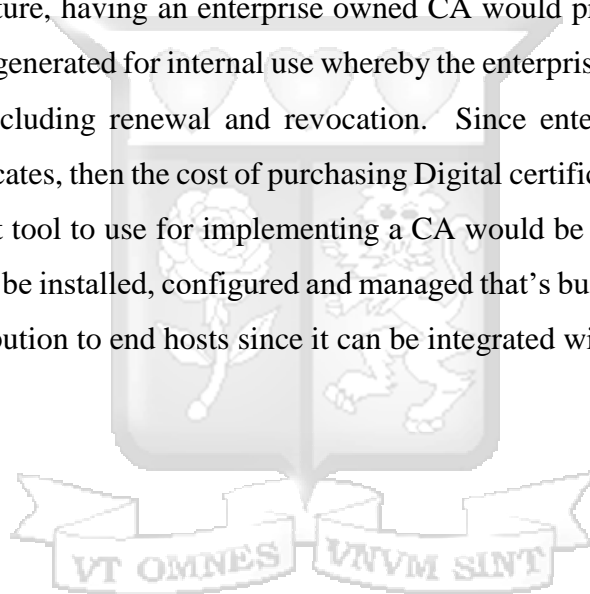 ture, having an enterprise owned CA would p
generated for internal use whereby the enterpris
cluding renewal and revocation. Since ente
cates, then the cost of purchasing Digital certific
t tool to use for implementing a CA would be
be installed, configured and managed that’s bu
bution to end hosts since it can be integrated wi
VT OMNES VNVM SINT